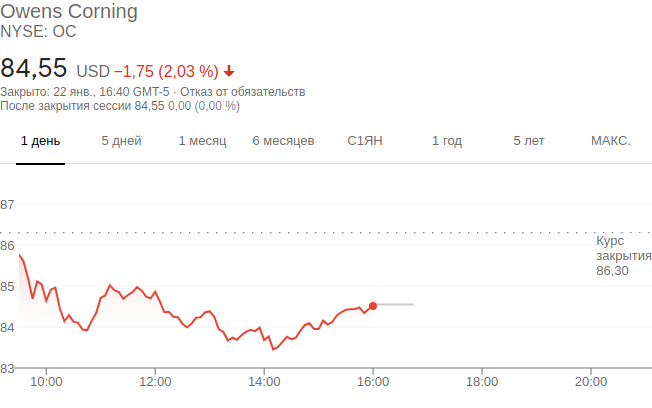 Owens Corning
NYSE: OC
84,55 USD −1,75 (2,03 %)
Закрыто: 22 янв., 16:40 GMT-5 · Отказ от обязательств
После закрытия сессии 84,55 0,00 (0,00 %)
1 день 5 дней 1 месяц 6 месяцев С1ЯН 1 год 5 лет МАКС.
87
86
85
84
83
Курс
закрытия
86,30
10:00 12:00 14:00 16:00 18:00 20:00